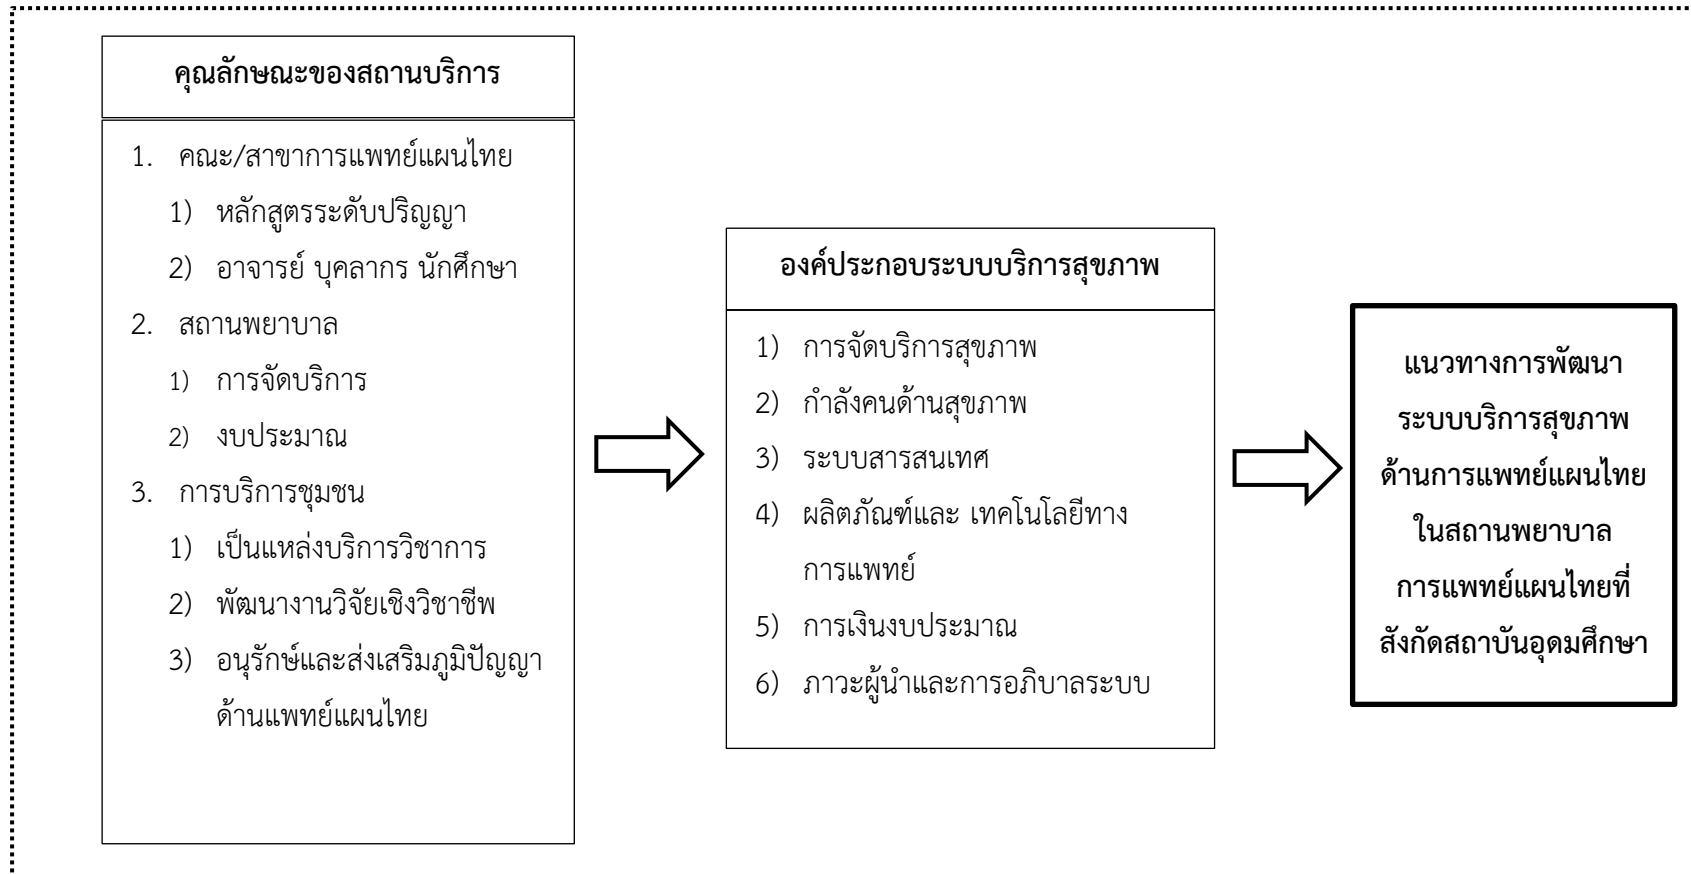 คุณลักษณะของสถานบริการ
1. คณะ/สาขาการแพทย์แผนไทย
1) หลักสูตรระดับปริญญา
2) อาจารย์ บุคลากร นักศึกษา
2. สถานพยาบาล
1) การจัดบริการ
2) งบประมาณ
3. การบริการชุมชน
1) เป็นแหล่งบริการวิชาการ
2) พัฒนางานวิจัยเชิงวิชาชีพ
3) อนุรักษ์และส่งเสริมภูมิปัญญา
ด้านแพทย์แผนไทย
องค์ประกอบระบบบริการสุขภาพ
1) การจัดบริการสุขภาพ
2) กำลังคนด้านสุขภาพ
3) ระบบสารสนเทศ
4) ผลิตภัณฑ์และ เทคโนโลยีทาง
การแพทย์
5) การเงินงบประมาณ
6) ภาวะผู้นำและการอภิบาลระบบ
แนวทางการพัฒนา
ระบบบริการสุขภาพ
ด้านการแพทย์แผนไทย
ในสถานพยาบาล
การแพทย์แผนไทยที่
สังกัดสถาบันอุดมศึกษา